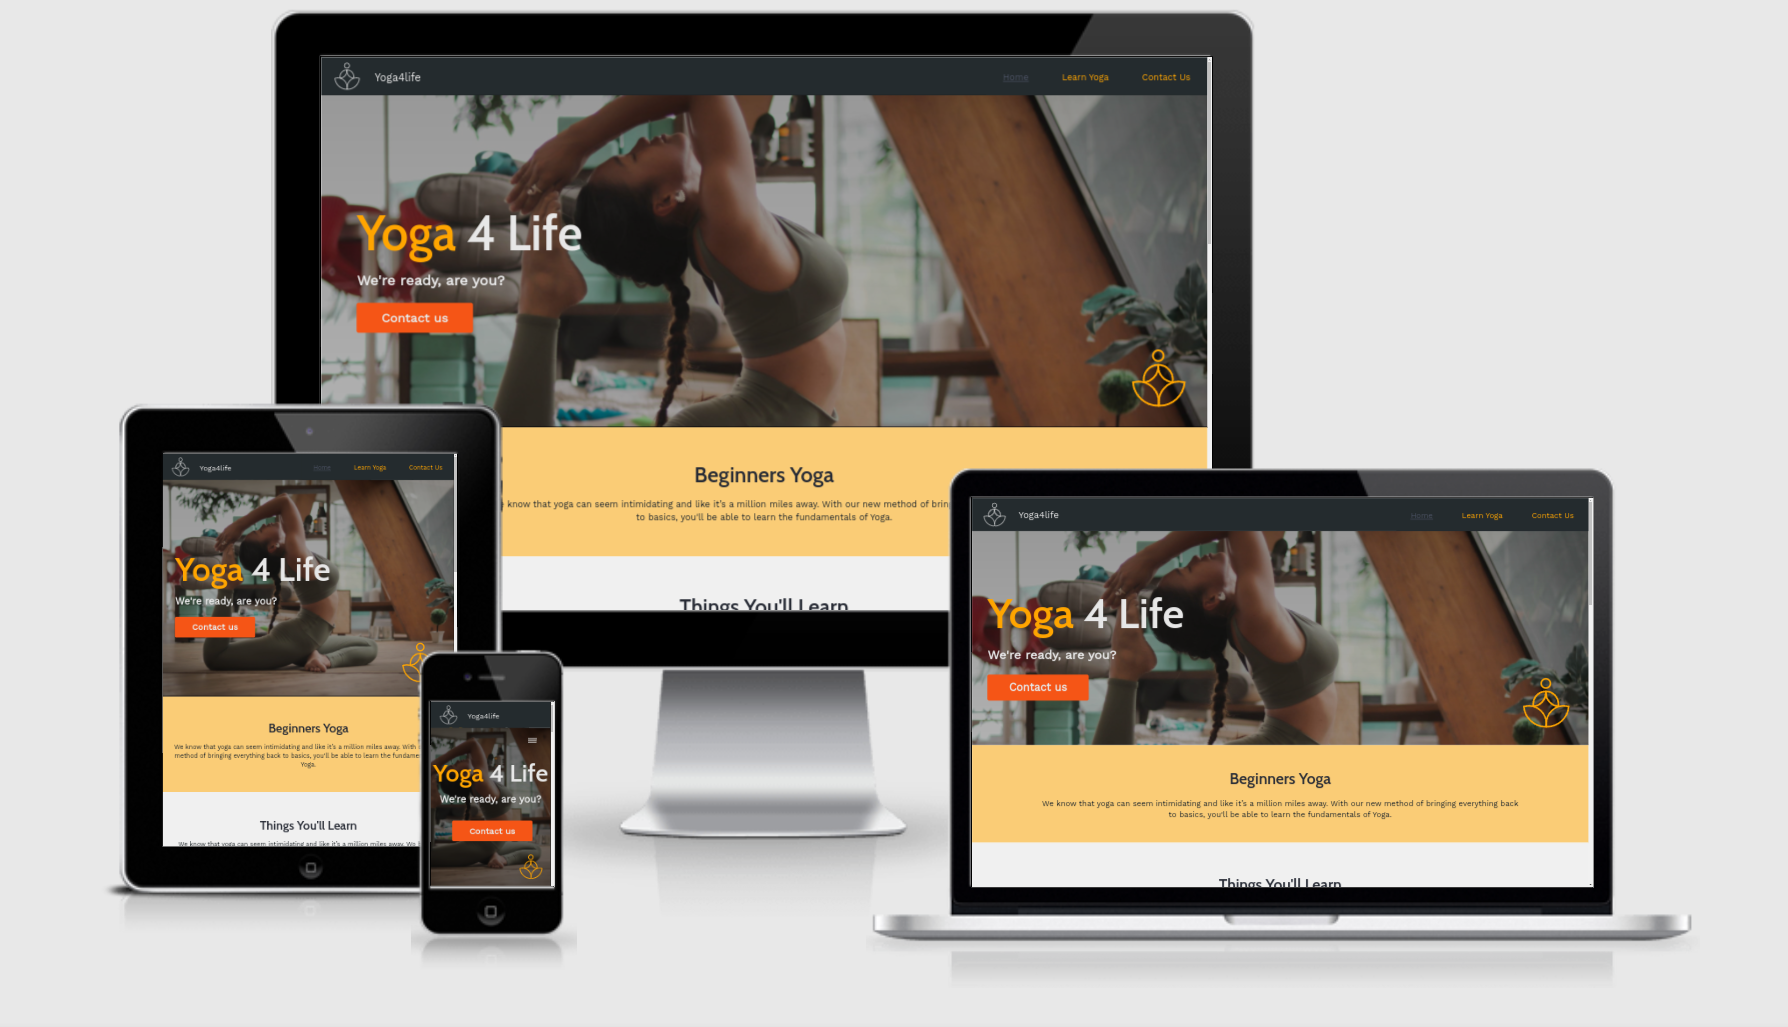 Yoga4life
Home
Learn Yoga
Contact Us
Yoga 4 Life
We're ready, are you?
Contact us
Beginners Yoga
know that yoga can seem intimidating and like it's a million miles away. With our new method of
to basics, you'll be able to learn the fundamentals of Yoga.
Things You'll Learn
Yoga4life
Home
Learn Yoga
Contact Us
Yoga 4 Life
We're ready, are you?
Contact us
Beginners Yoga
We know that yoga can seem intimidating and like it's a million miles away. With
method of bringing everything back to basics, you'll be able to learn the
Yoga.
Things You'll Learn
We know that yoga can seem intimidating and like it's a million miles away. We
Yoga4life
Yoga 4 Life
We're ready, are you?
Contact us
Yoga4life
Home
Learn Yoga
Contact Us
Yoga 4 Life
We're ready, are you?
Contact us
Beginners Yoga
We know that yoga can seem intimidating and like it's a million miles away. With our new method of bringing everything back
to basics, you'll be able to learn the fundamentals of Yoga.
Things You'll Learn